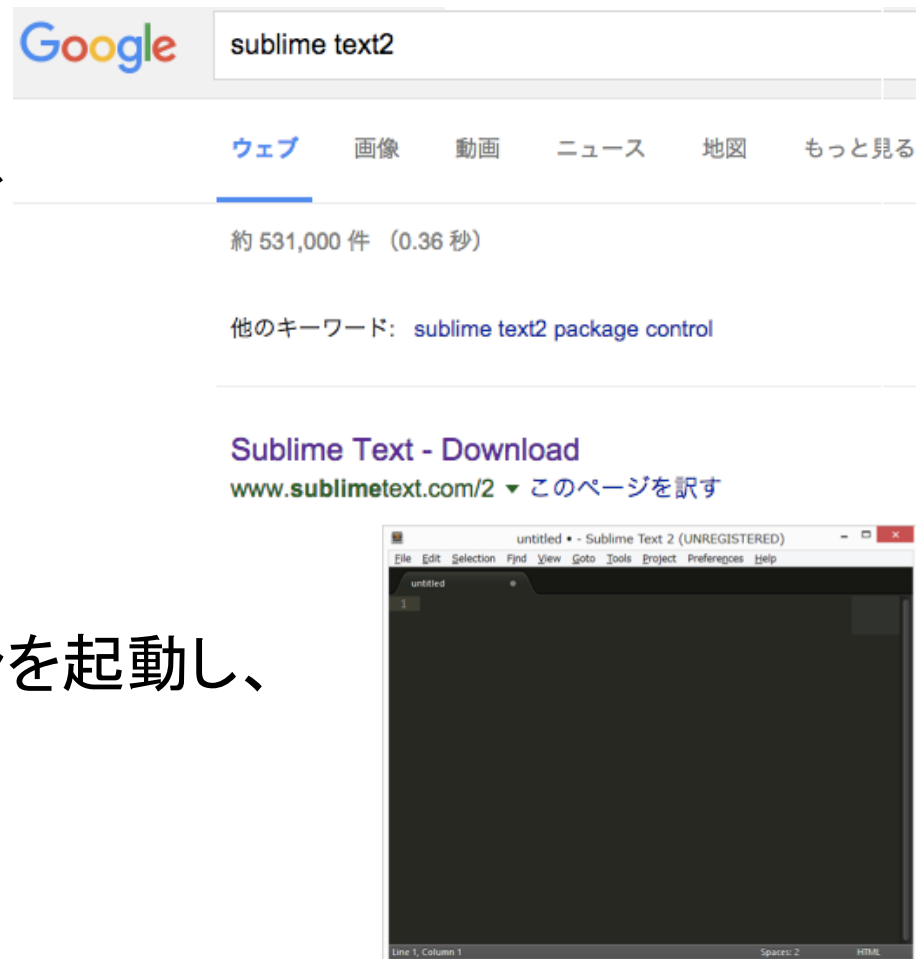 Google
sublime text2
ウェブ 画像 動画 ニュース 地図 もっと見る
約 531,000 件 （0.36 秒）
他のキーワード: sublime text2 package control
Sublime Text - Download
www.sublimetext.com/2 ▼ このページを訳す
untitled • - Sublime Text 2 (UNREGISTERED)
File Edit Selection Find View Goto Tools Project Preferences Help
untitled
1
を起動し、
Line 1, Column 1 Spaces: 2 HTML